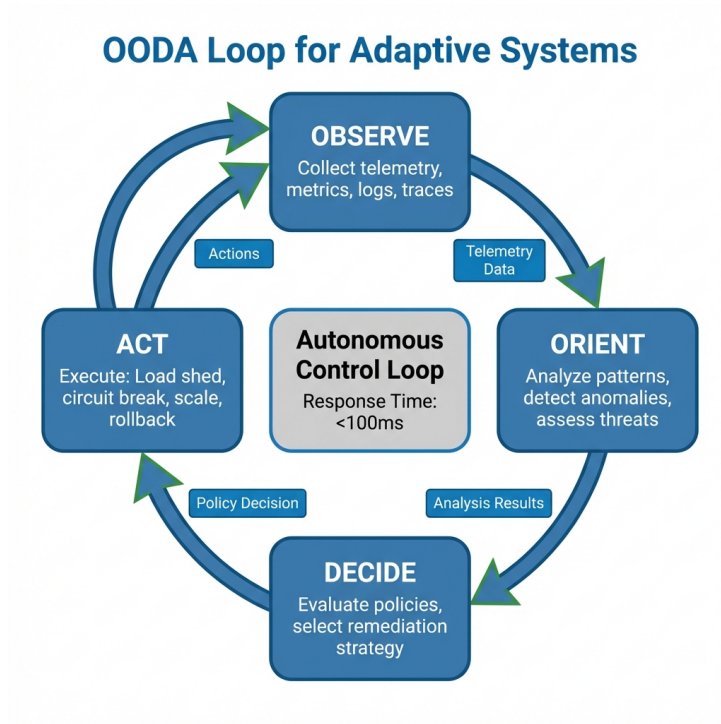 OODA Loop for Adaptive Systems
OBSERVE
Collect telemetry,
metrics, logs, traces
Actions
Telemetry
Data
ACT
Execute: Load shed,
circuit break, scale,
rollback
Autonomous
Control Loop
Response Time:
<100ms
ORIENT
Analyze patterns,
detect anomalies,
assess threats
Policy Decision
Analysis Results
DECIDE
Evaluate policies,
select remediation
strategy